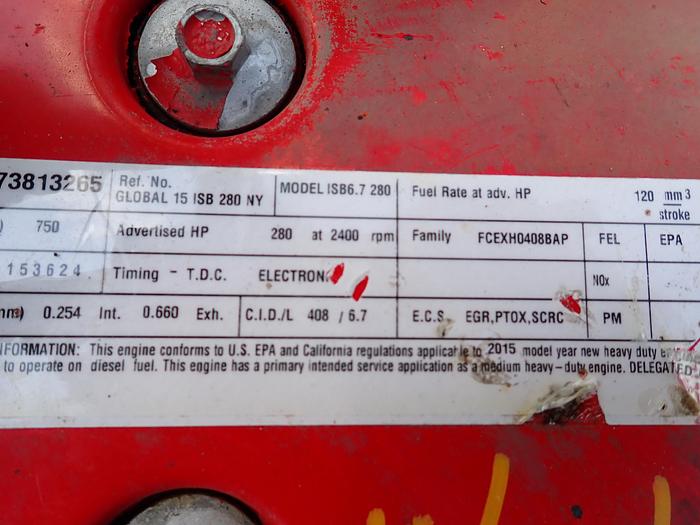 73813265 Ref. No. GLOBAL 15 ISB 280 NY MODEL ISB6.7 280 Fuel Rate at adv. HP 120 mm3 stroke
) 750 Advertised HP 280 at 2400 rpm Family FCEXH0408BAP FEL EPA
153624 Timing - T.D.C. ELECTRON NOx
mm) 0.254 Int. 0.660 Exh. C.I.D./L 408 / 6.7 E.C.S. EGR,PTOX,SCRC PM
NFORMATION: This engine conforms to U.S. EPA and California regulations applicable to 2015 model year new heavy duty
to operate on diesel fuel. This engine has a primary intended service application as a medium heavy-duty engine. DELEGATED